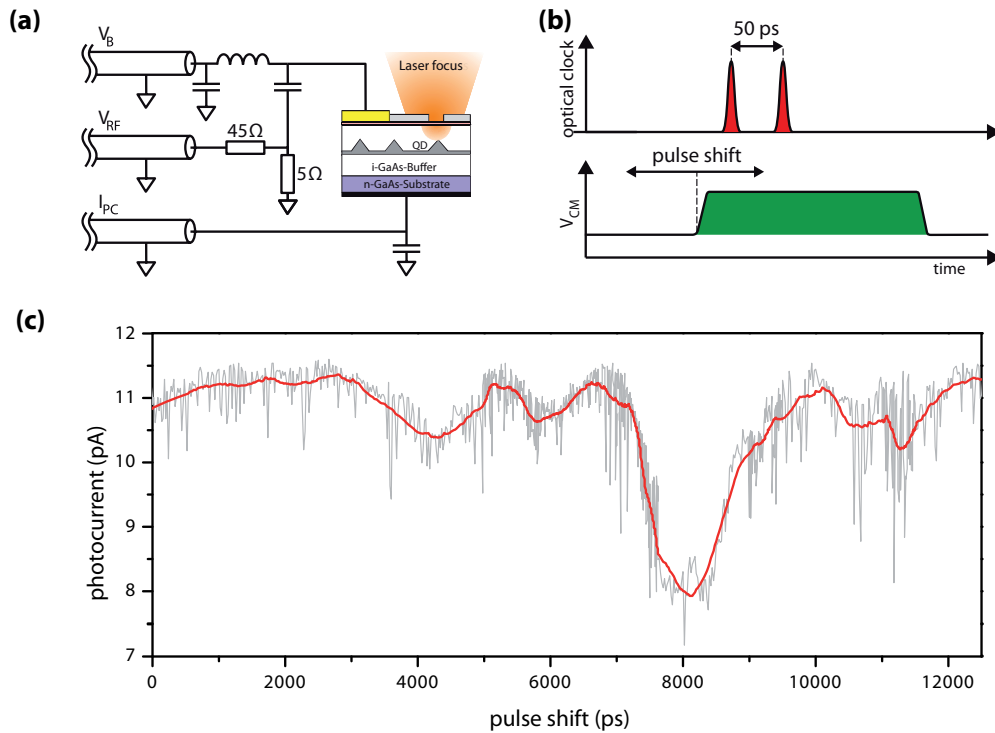 (a)
V_B
Laser focus
V_RF
45Ω
5Ω
QD
i-GaAs-Buffer
n-GaAs-Substrate
I_PC
(b)
50 ps
optical clock
pulse shift
V_CM
time
(c)
12
11
10
9
8
7
photocurrent (pA)
0 2000 4000 6000 8000 10000 12000
pulse shift (ps)